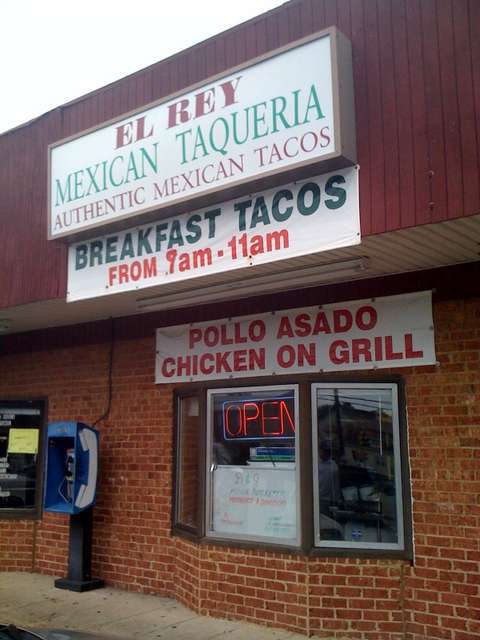 EL REY
MEXICAN TAQUERIA
AUTHENTIC MEXICAN TACOS
BREAKFAST TACOS
FROM 7am - 11am
POLLO ASADO
CHICKEN ON GRILL
OPEN